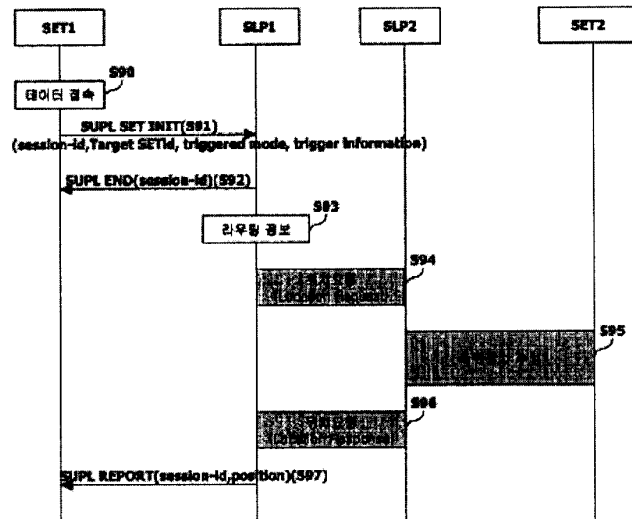 SET1
SLP1
SLP2
SET2
S90
데이터 접속
SUPL SET INIT(S91)
(session-id,Target SETid, triggered mode, trigger information)
SUPL END(session-id)(S92)
S93
라우팅 정보
S94
S95
S96
SUPL REPORT(session-id,position)(S97)